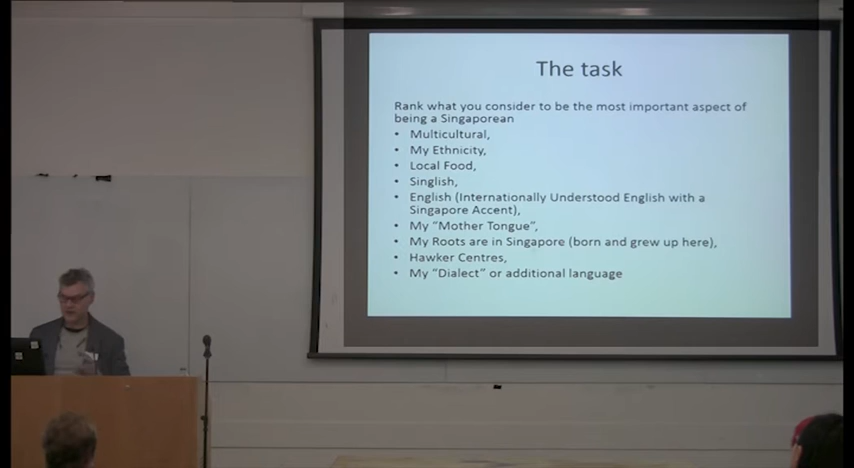 The task
Rank what you consider to be the most important aspect of
being a Singaporean
• Multicultural,
• My Ethnicity,
• Local Food,
• Singlish,
• English (Internationally Understood English with a
Singapore Accent),
• My “Mother Tongue”,
• My Roots are in Singapore (born and grew up here),
• Hawker Centres,
• My “Dialect” or additional language